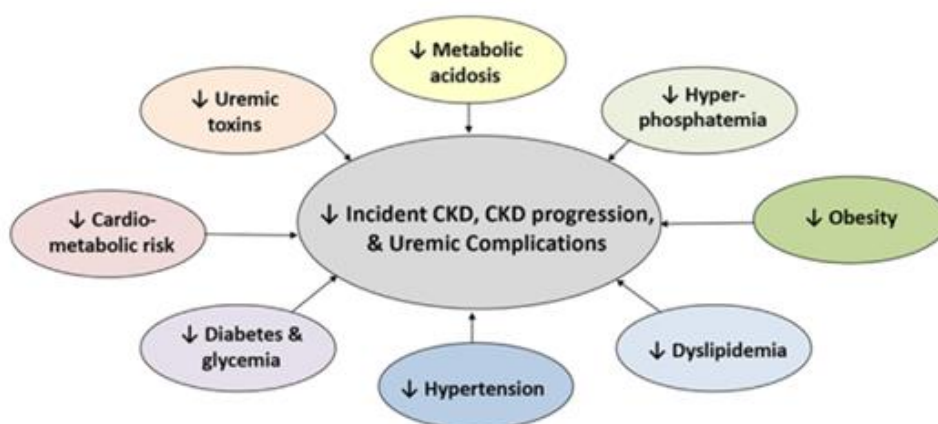 ↓ Metabolic
acidosis
↓ Uremic
toxins
↓ Hyper-
phosphatemia
↓ Cardio-
metabolic risk
↓ Incident CKD, CKD progression,
& Uremic Complications
↓ Obesity
↓ Diabetes &
glycemia
↓ Dyslipidemia
↓ Hypertension